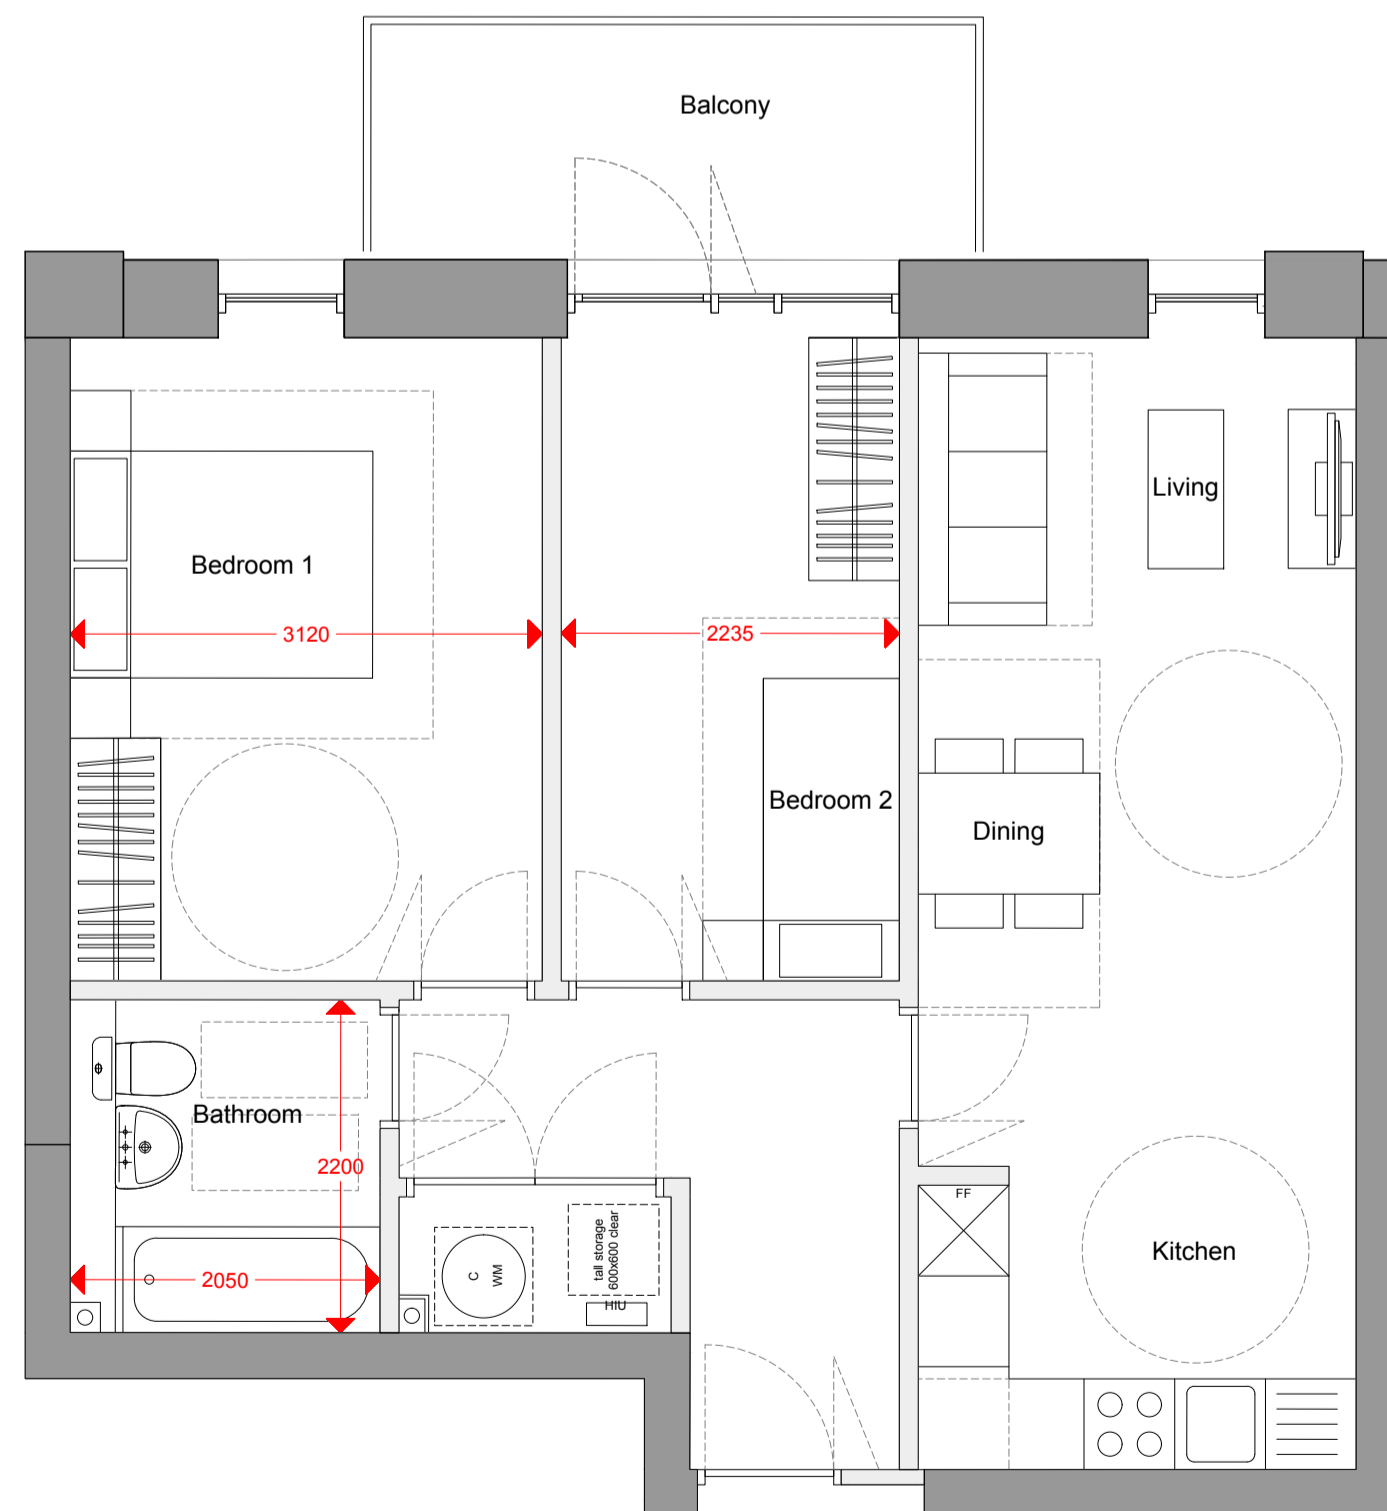 Balcony
Living
Bedroom 1
3120
2235
Bedroom 2
Dining
Bathroom
2200
FF
tall storage
600x600 clear
Kitchen
C
WM
2050
HIU